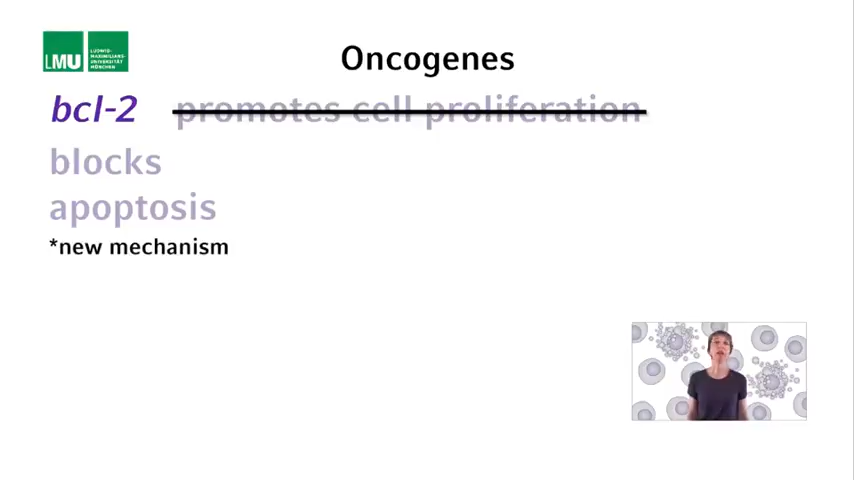 LMU
LUDWIG-
MAXIMILIANS-
UNIVERSITÄT
MÜNCHEN
Oncogenes
bcl-2 promotes cell proliferation
blocks
apoptosis
*new mechanism